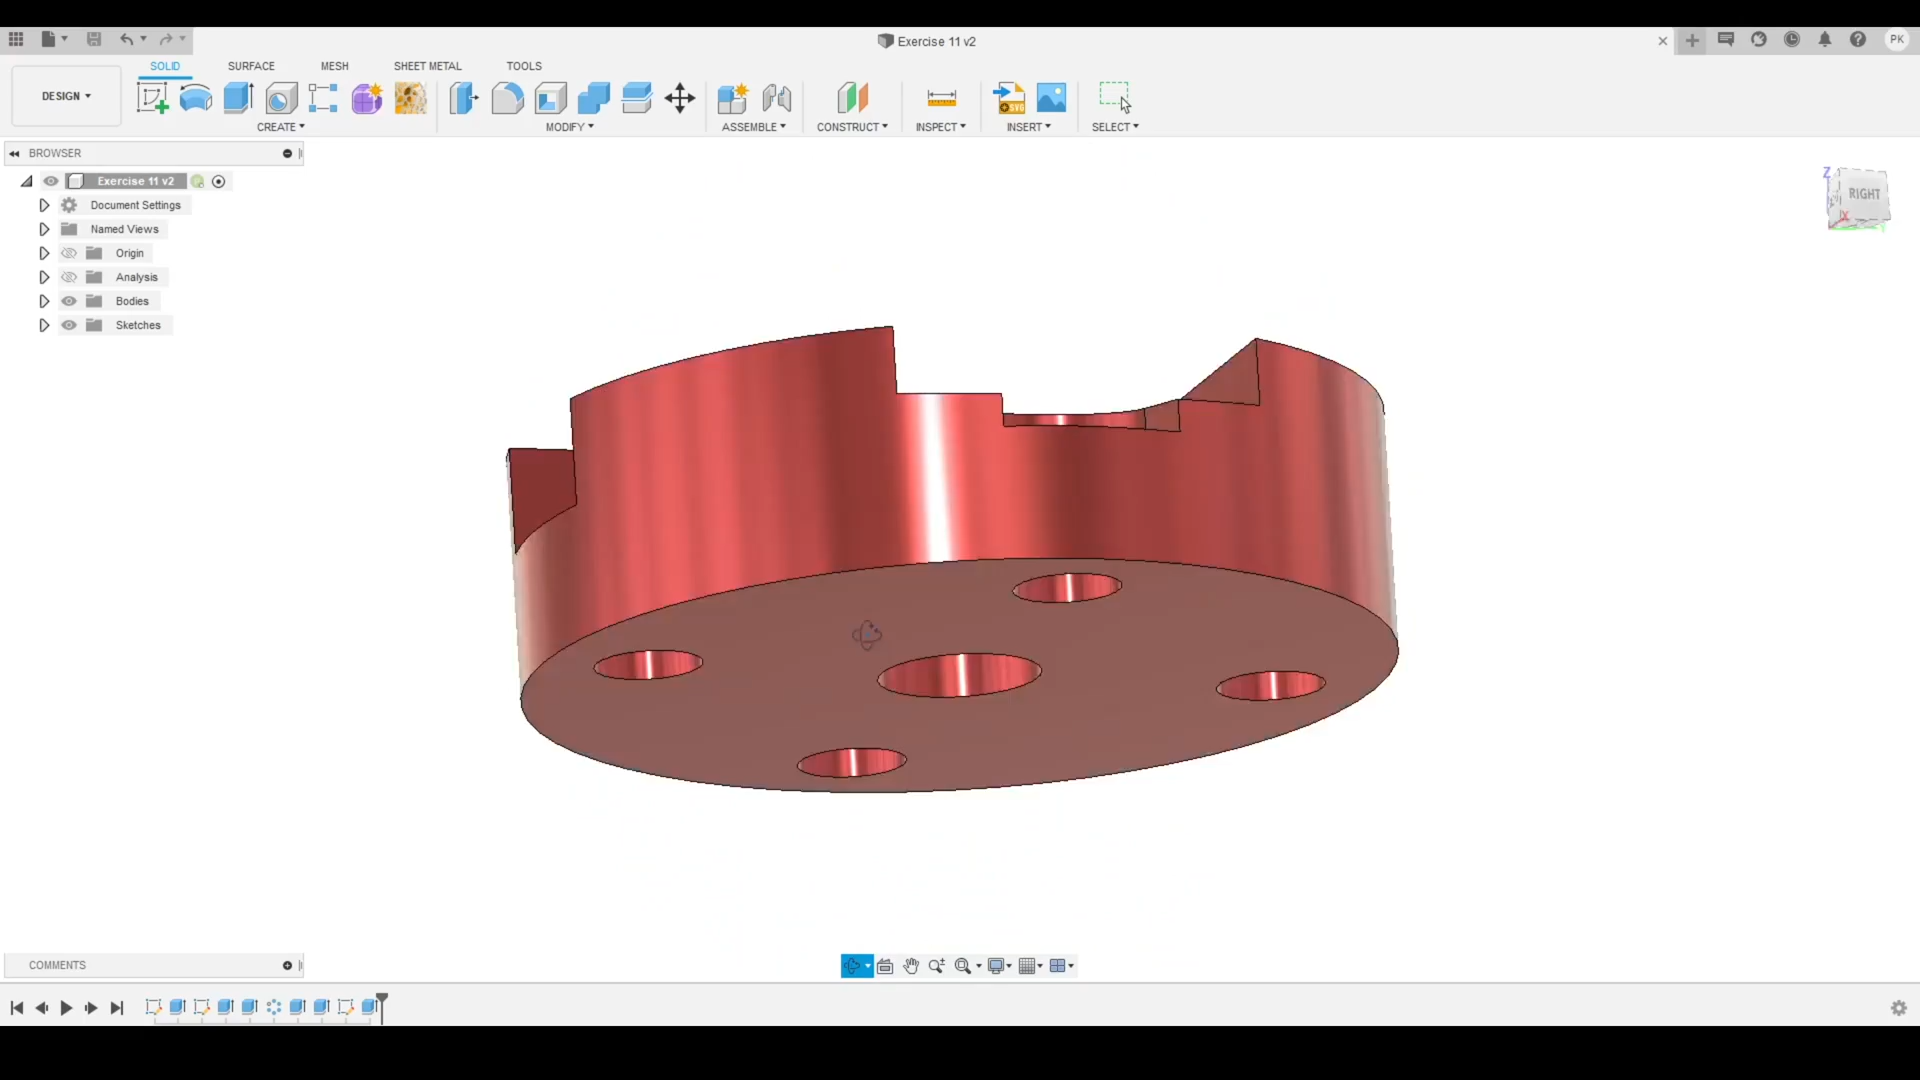 Exercise 11 v2
PK
DESIGN
SOLID
SURFACE
MESH
SHEET METAL
TOOLS
CREATE
MODIFY
ASSEMBLE
CONSTRUCT
INSPECT
INSERT
SELECT
SVG
BROWSER
Exercise 11 v2
Document Settings
Named Views
Origin
Analysis
Bodies
Sketches
Z
RIGHT
X
COMMENTS